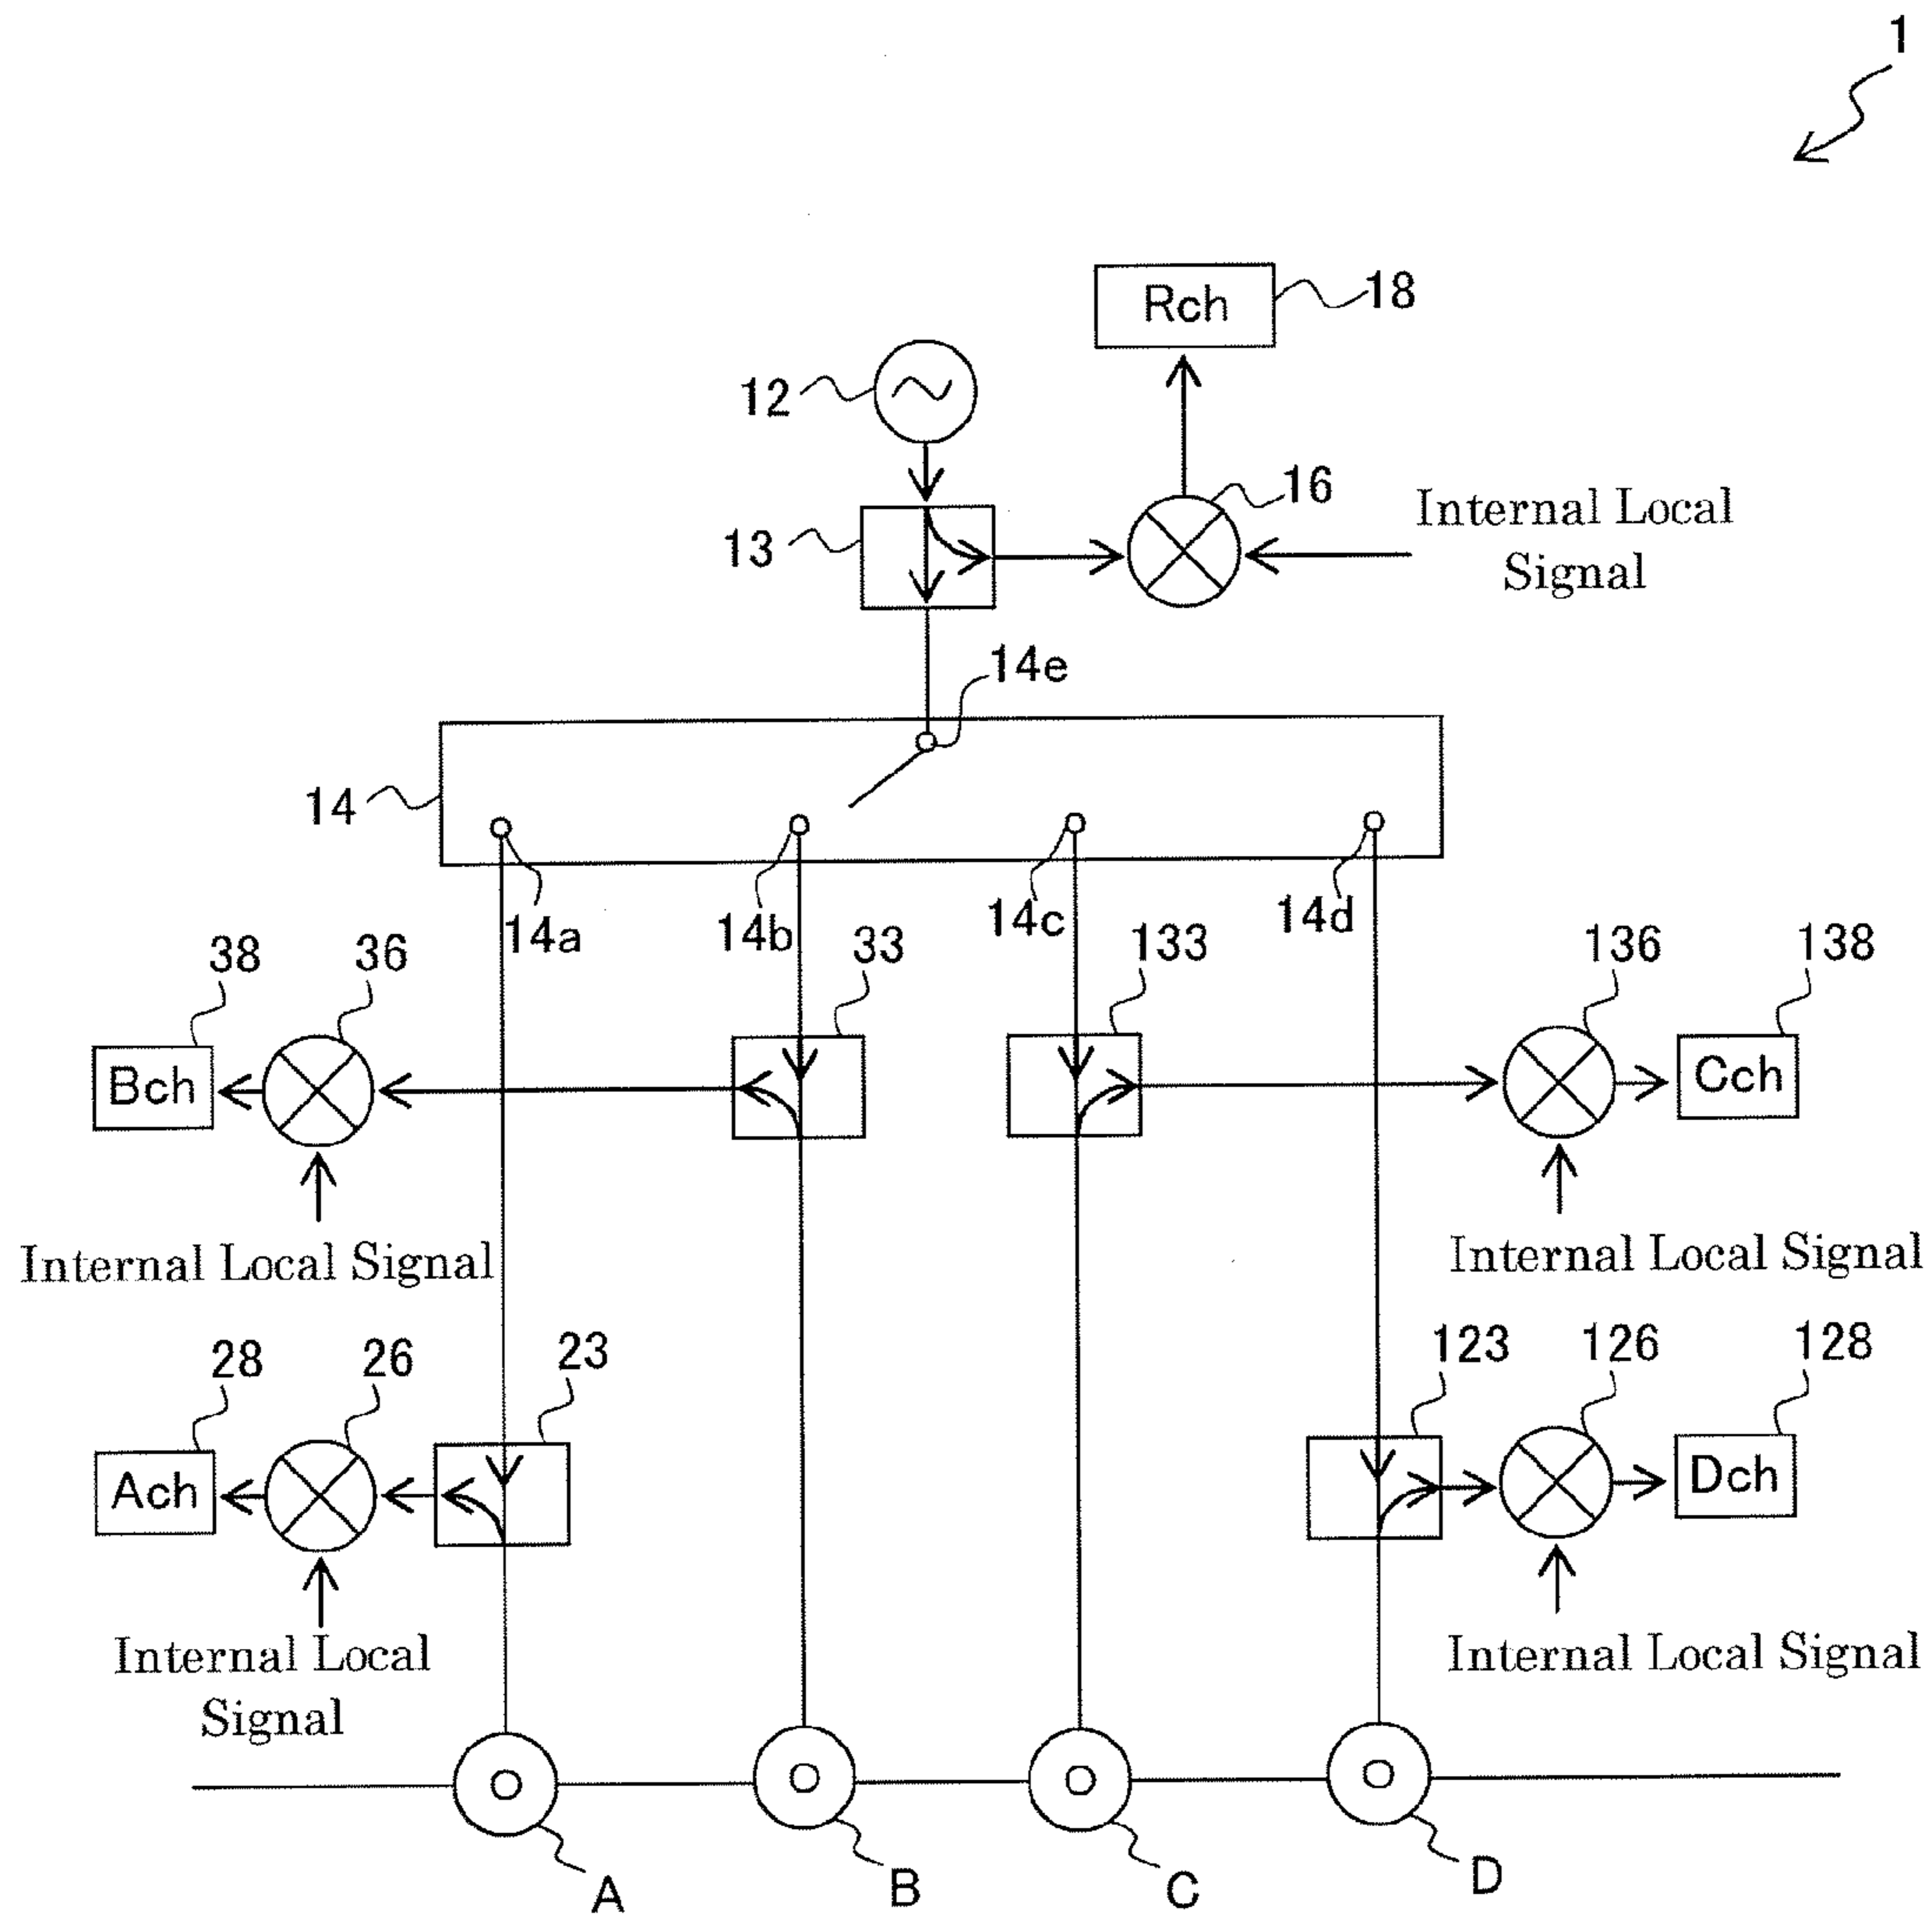 1
Rch
18
12
16
Internal Local
Signal
13
14e
14
14a
14b
14c
14d
38
36
33
133
136
138
Bch
Cch
Internal Local Signal
Internal Local Signal
28
26
23
123
126
128
Ach
Dch
Internal Local
Signal
Internal Local Signal
A
B
C
D